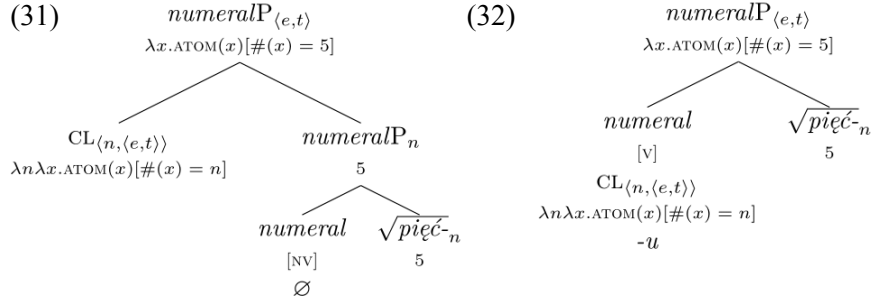 (31) numeralP⟨e,t⟩
λx.ATOM(x)[#(x) = 5]
CL⟨n,⟨e,t⟩⟩ numeralPn
λnλx.ATOM(x)[#(x) = n] 5
numeral √pięć-n
[NV] 5
∅
(32) numeralP⟨e,t⟩
λx.ATOM(x)[#(x) = 5]
numeral √pięć-n
[V] 5
CL⟨n,⟨e,t⟩⟩
λnλx.ATOM(x)[#(x) = n]
-u